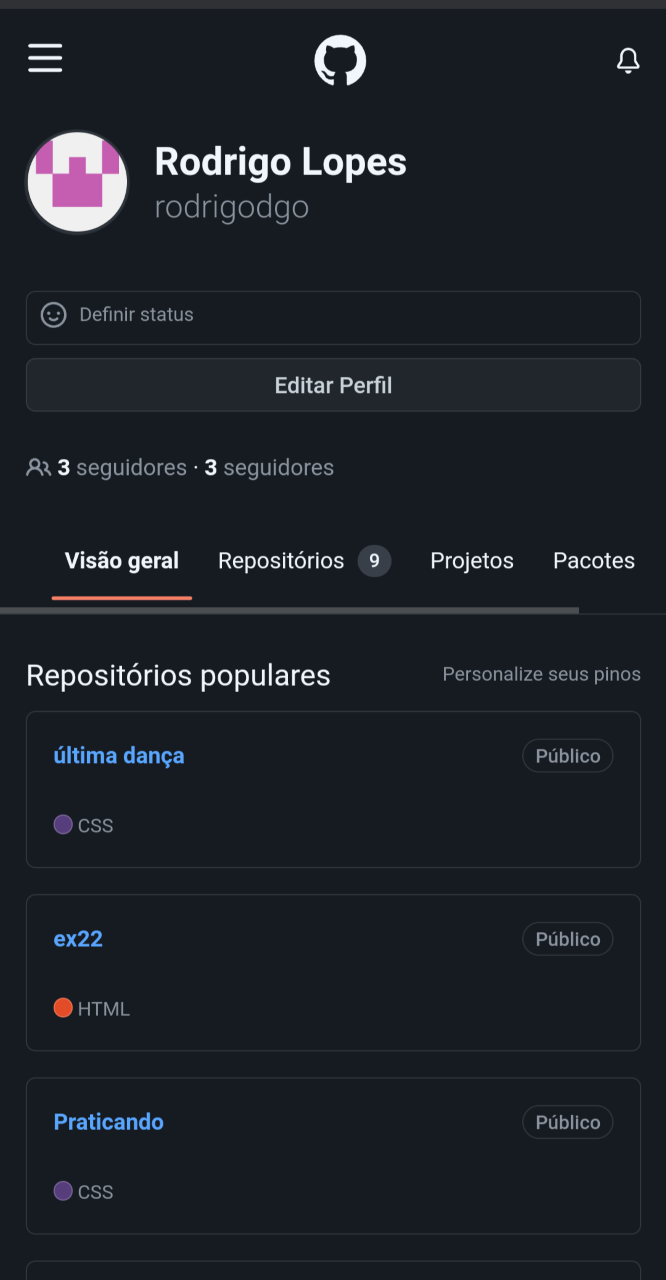 Rodrigo Lopes
rodrigodgo
Definir status
Editar Perfil
3 seguidores · 3 seguidores
Visão geral Repositórios 9 Projetos Pacotes
Repositórios populares Personalize seus pinos
última dança Público
CSS
ex22 Público
HTML
Praticando Público
CSS